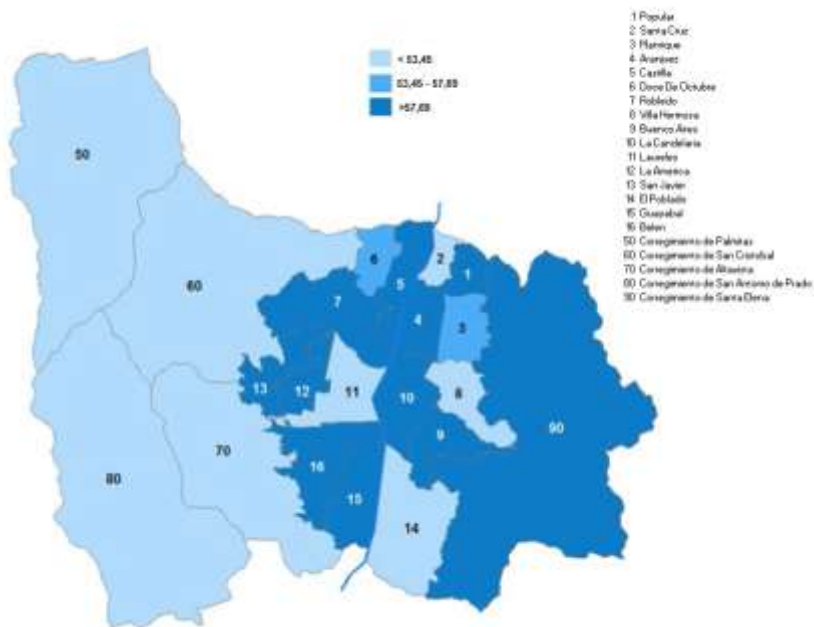 < 53,45
53,45 - 57,69
>57,69
1 Popular
2 Santa Cruz
3 Manrique
4 Aranjuez
5 Castilla
6 Doce De Octubre
7 Robledo
8 Villa Hermosa
9 Buenos Aires
10 La Candelaria
11 Laureles
12 La America
13 San Javier
14 El Poblado
15 Guayabal
16 Belen
50 Corregimiento de Palmitas
60 Corregimiento de San Cristobal
70 Corregimiento de Altavista
80 Corregimiento de San Antonio de Prado
90 Corregimiento de Santa Elena
50
60
6
5
2
1
7
4
3
13
12
11
10
8
9
90
70
16
15
80
14